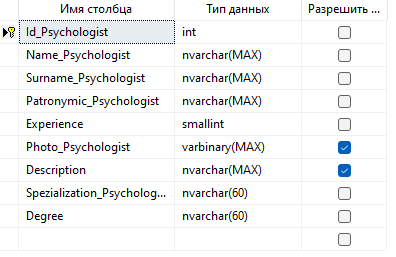 Имя столбца Тип данных Разрешить ...
Id_Psychologist int
Name_Psychologist nvarchar(MAX)
Surname_Psychologist nvarchar(MAX)
Patronymic_Psychologist nvarchar(MAX)
Experience smallint
Photo_Psychologist varbinary(MAX)
Description nvarchar(MAX)
Spezialization_Psycholog... nvarchar(60)
Degree nvarchar(60)